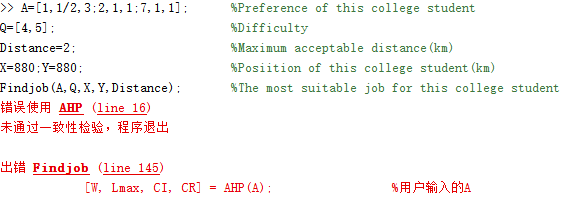 >> A=[1,1/2,3;2,1,1;7,1,1]; %Preference of this college student
Q=[4,5]; %Difficulty
Distance=2; %Maximum acceptable distance(km)
X=880;Y=880; %Posiition of this college student(km)
Findjob(A,Q,X,Y,Distance); %The most suitable job for this college student
错误使用 AHP (line 16)
未通过一致性检验，程序退出
出错 Findjob (line 145)
[W, Lmax, CI, CR] = AHP(A); %用户输入的A